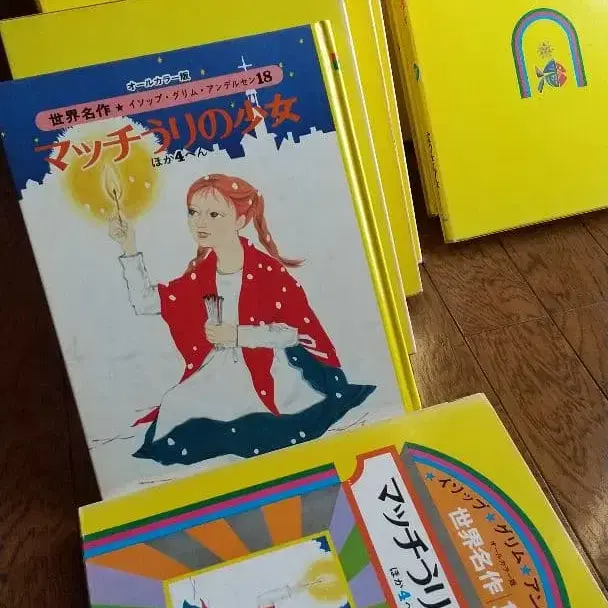 オールカラー版
世界名作★イソップ・グリム・アンデルセン18
マッチうりの少女
ほか4へん
★イソップ★グリム★アン
オールカラー版
世界名作
マッチうり
ほか4へ